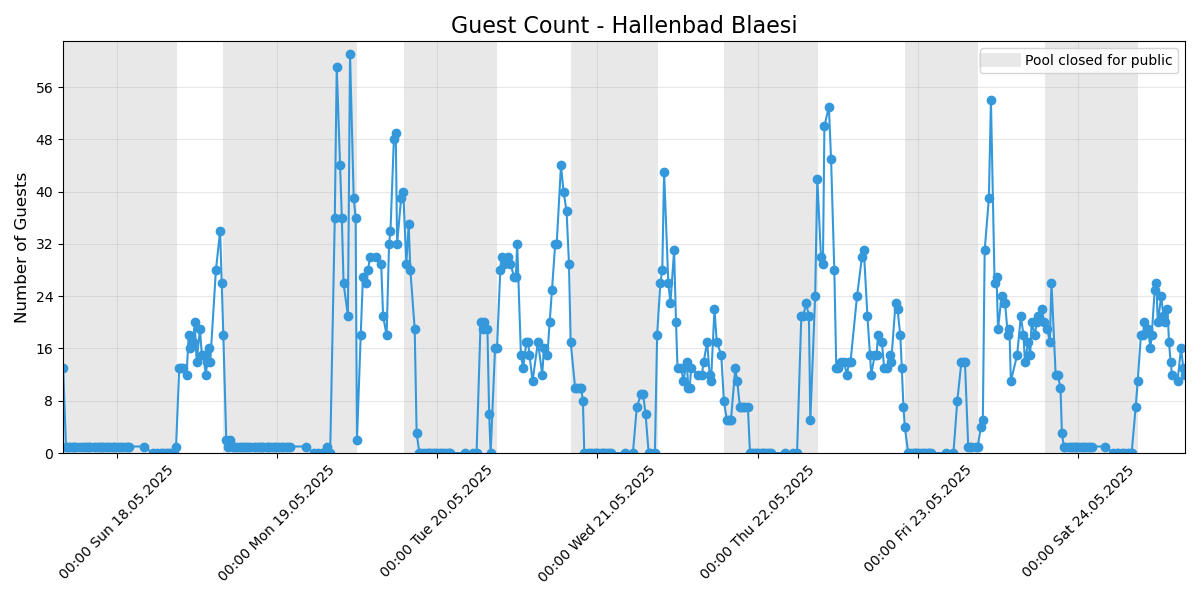 Guest Count - Hallenbad Blaesi
Pool closed for public
Number of Guests
56
48
40
32
24
16
8
0
00:00 Sun 18.05.2025
00:00 Mon 19.05.2025
00:00 Tue 20.05.2025
00:00 Wed 21.05.2025
00:00 Thu 22.05.2025
00:00 Fri 23.05.2025
00:00 Sat 24.05.2025